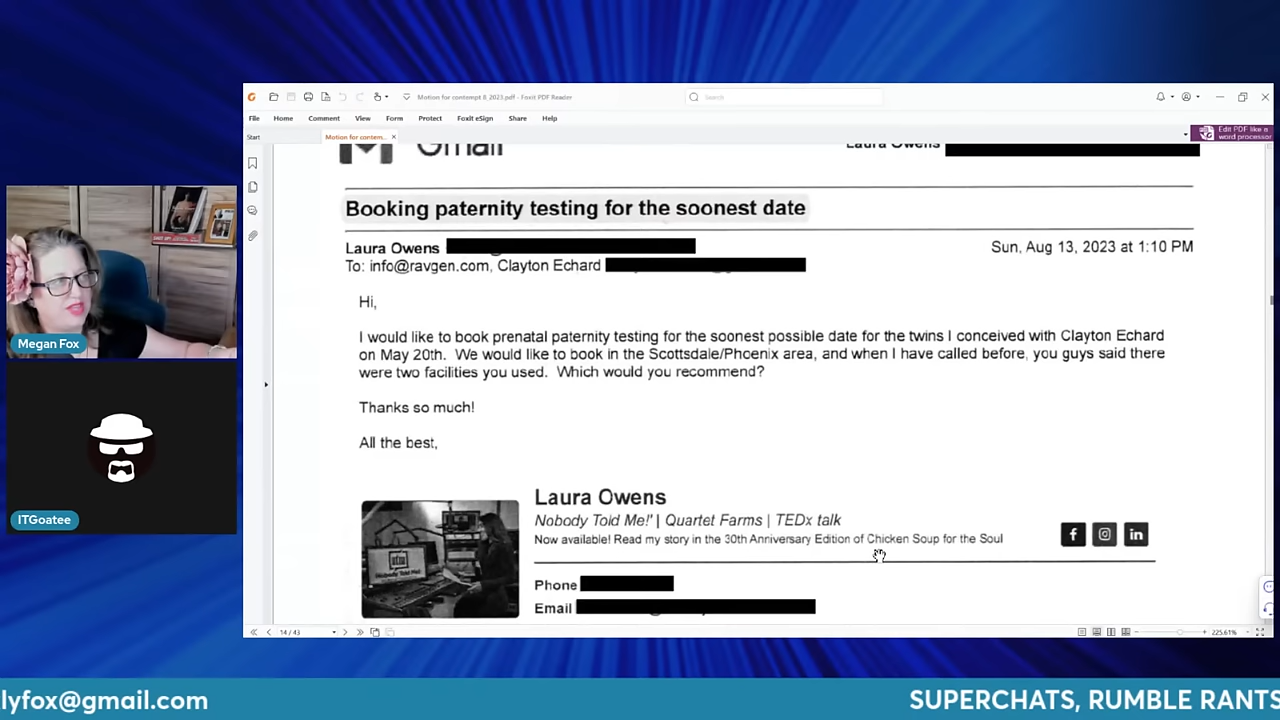 Motion for contempt 8_2023.pdf - Foxit PDF Reader
Search
File Home Comment View Form Protect Foxit eSign Share Help
Edit PDF like a
word processor
Start
Motion for contem...
Gmail
Laura Owens
Booking paternity testing for the soonest date
Laura Owens
Sun, Aug 13, 2023 at 1:10 PM
To: info@ravgen.com, Clayton Echard
Hi,
I would like to book prenatal paternity testing for the soonest possible date for the twins I conceived with Clayton Echard
on May 20th. We would like to book in the Scottsdale/Phoenix area, and when I have called before, you guys said there
were two facilities you used. Which would you recommend?
Thanks so much!
All the best,
Laura Owens
Nobody Told Me!' | Quartet Farms | TEDx talk
Now available! Read my story in the 30th Anniversary Edition of Chicken Soup for the Soul
Phone
Email
14 / 43
225.61%
Megan Fox
ITGoatee
lyfox@gmail.com
SUPERCHATS, RUMBLE RANTS